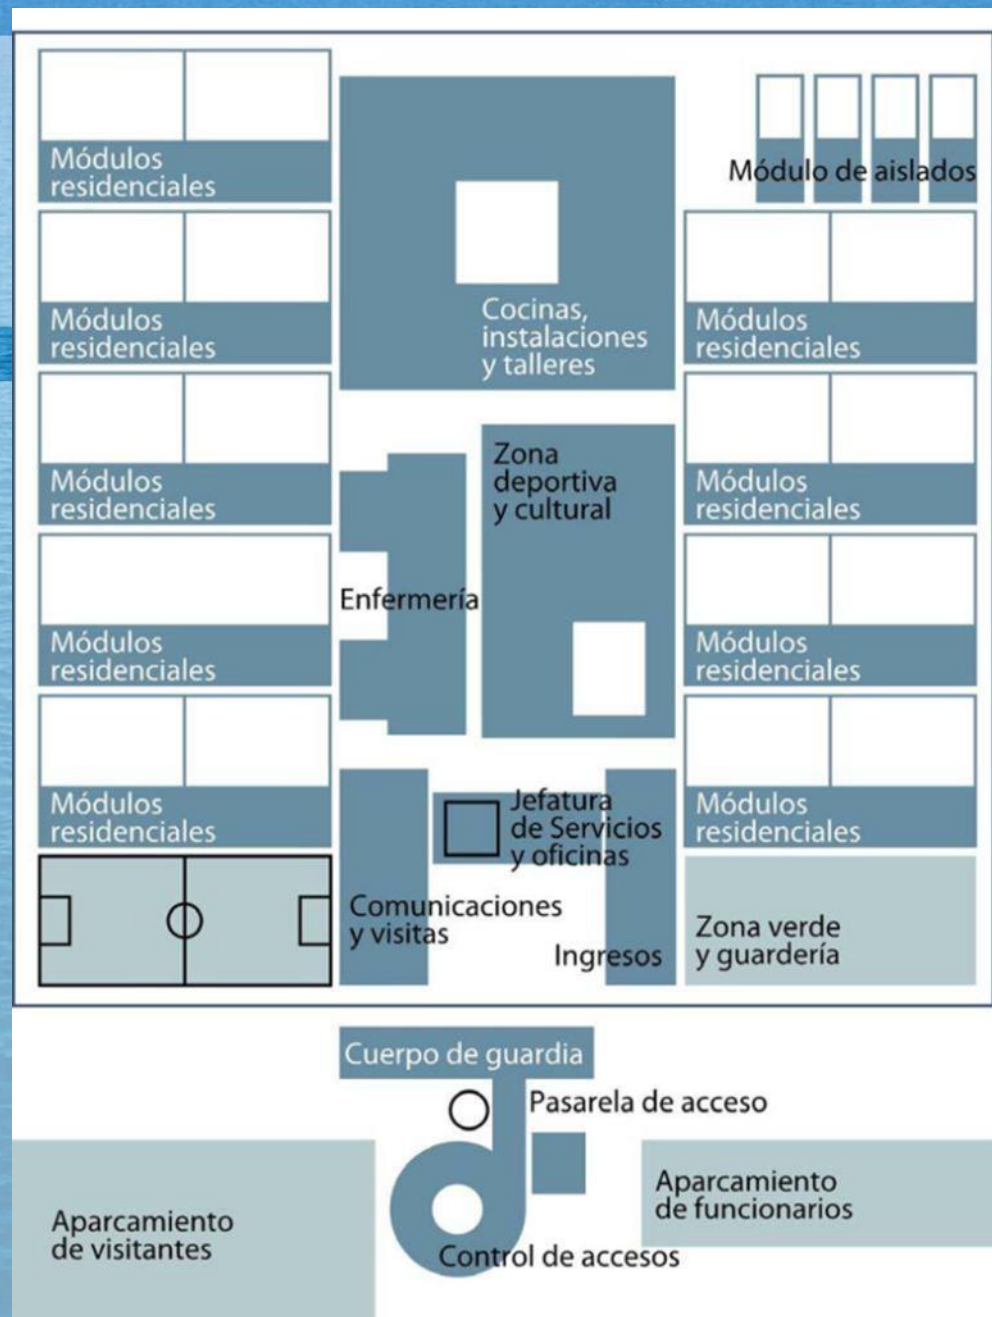 Módulos
residenciales
Módulo de aislados
Cocinas,
instalaciones
y talleres
Módulos
residenciales
Módulos
residenciales
Zona
deportiva
y cultural
Módulos
residenciales
Módulos
residenciales
Enfermería
Módulos
residenciales
Módulos
residenciales
Módulos
residenciales
Jefatura
de Servicios
y oficinas
Módulos
residenciales
Comunicaciones
y visitas
Ingresos
Zona verde
y guardería
Cuerpo de guardia
Pasarela de acceso
Aparcamiento
de visitantes
Control de accesos
Aparcamiento
de funcionarios